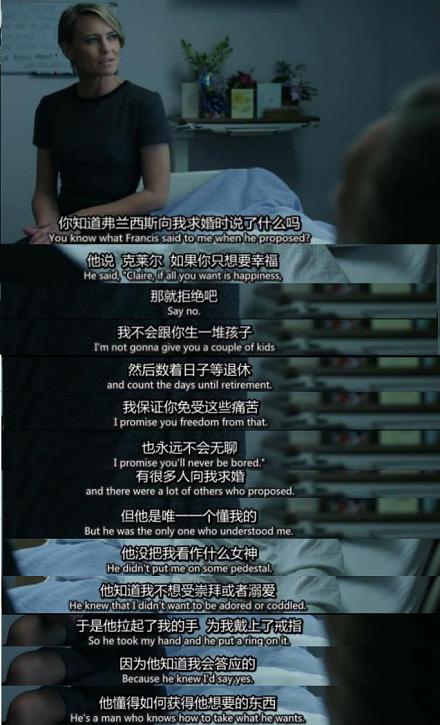 你知道弗兰西斯向我求婚时说了什么吗
You know what Francis said to me when he proposed?
他说 克莱尔 如果你只想要幸福
He said, "Claire, if all you want is happiness,
那就拒绝吧
Say no.
我不会跟你生一堆孩子
I'm not gonna give you a couple of kids
然后数着日子等退休
and count the days until retirement.
我保证你免受这些痛苦
I promise you freedom from that.
也永远不会无聊
I promise you'll never be bored."
有很多人向我求婚
and there were a lot of others who proposed.
但他是唯一一个懂我的
But he was the only one who understood me.
他没把我看作什么女神
He didn't put me on some pedestal.
他知道我不想受崇拜或者溺爱
He knew that I didn't want to be adored or coddled.
于是他拉起了我的手 为我戴上了戒指
So he took my hand and he put a ring on it.
因为他知道我会答应的
Because he knew I'd say yes.
他懂得如何获得他想要的东西
He's a man who knows how to take what he wants.